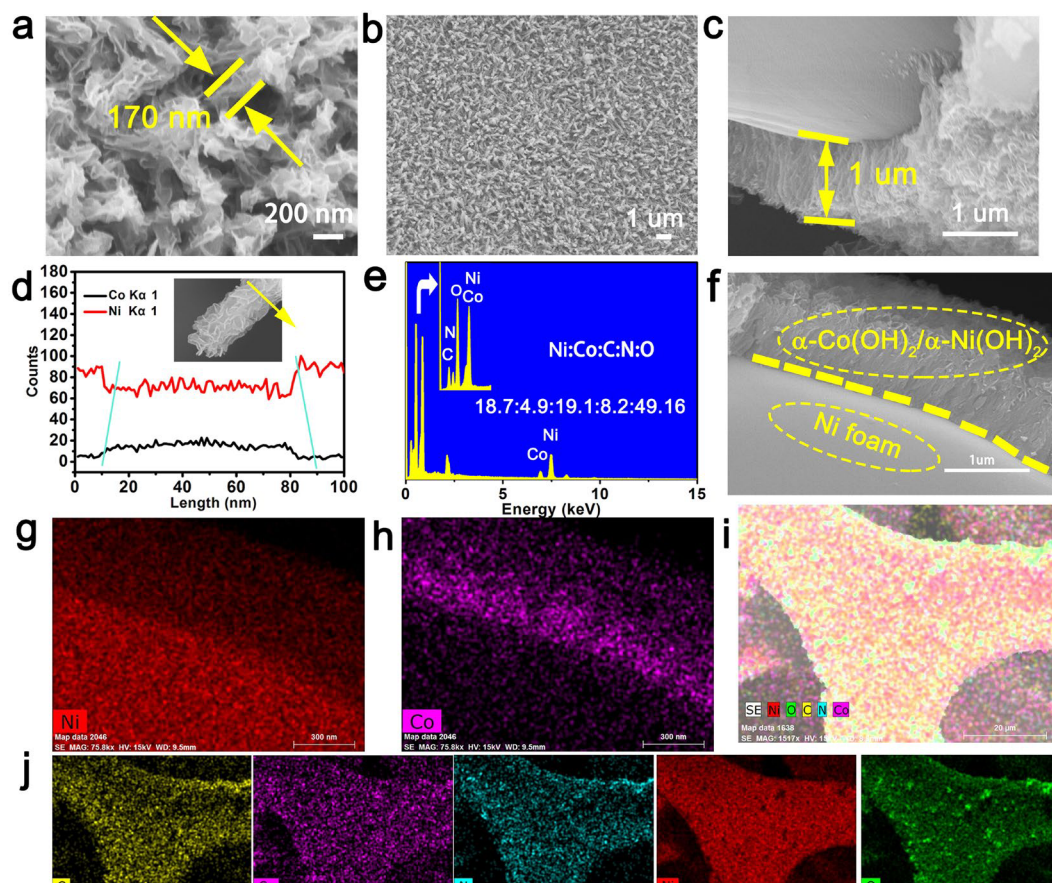 a
170 nm
200 nm
b
1 um
c
1 um
1 um
d
Co Kα 1
Ni Kα 1
180
160
140
120
100
80
60
40
20
0
Counts
0 20 40 60 80 100
Length (nm)
e
Ni
O Co
N
C
Ni:Co:C:N:O
18.7:4.9:19.1:8.2:49.16
Ni
Co
0 5 10 15
Energy (keV)
f
α-Co(OH)2/α-Ni(OH)2
Ni foam
1um
g
Ni
Map data 2046
SE MAG: 75.8kx HV: 15kV WD: 9.5mm
300 nm
h
Co
Map data 2046
SE MAG: 75.8kx HV: 15kV WD: 9.5mm
300 nm
i
SE Ni O C N Co
Map data 1638
SE MAG: 1517x
20 µm
j